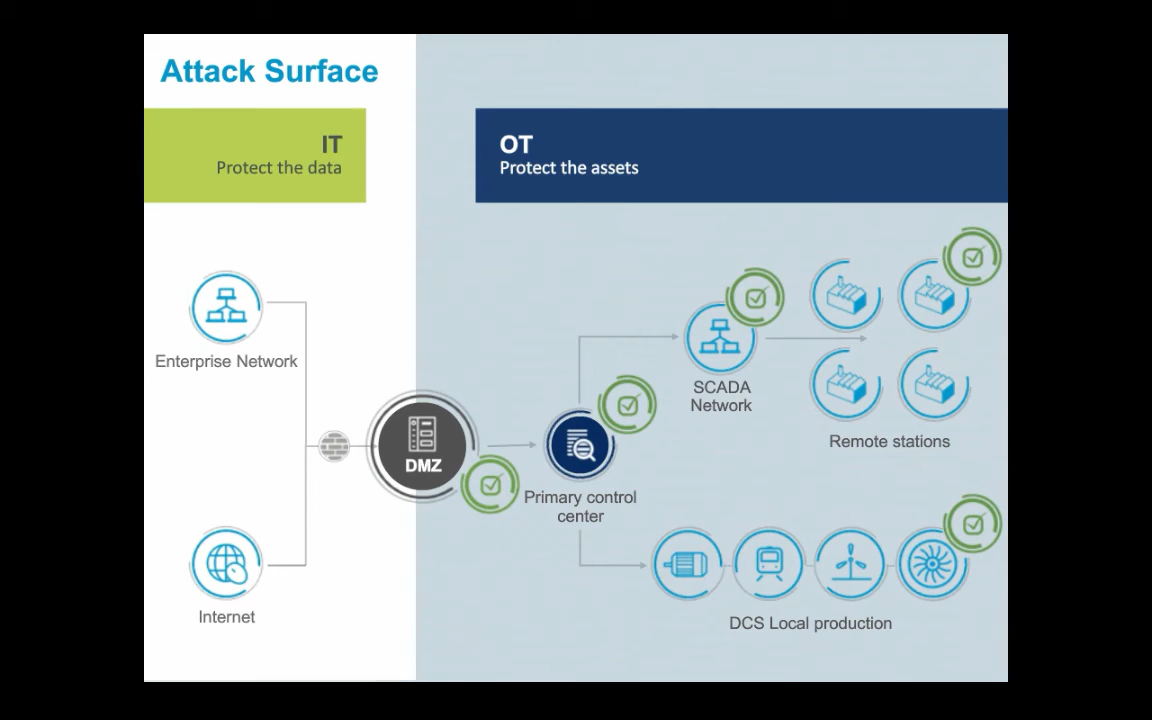 Attack Surface
IT
Protect the data
OT
Protect the assets
Enterprise Network
SCADA
Network
Remote stations
DMZ
Primary control
center
Internet
DCS Local production